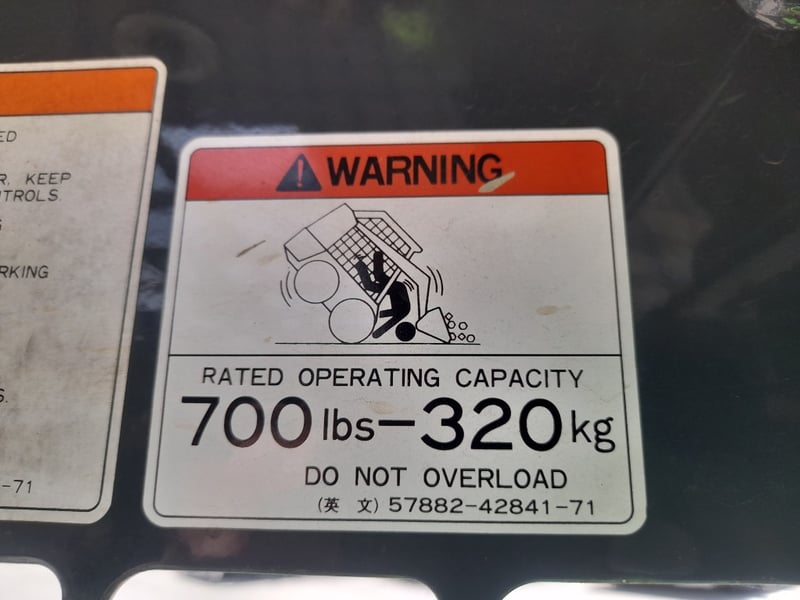 ED
R. KEEP
TROLS.
RKING
S.
-71
WARNING
RATED OPERATING CAPACITY
700 lbs-320 kg
DO NOT OVERLOAD
(英 文) 57882-42841-71